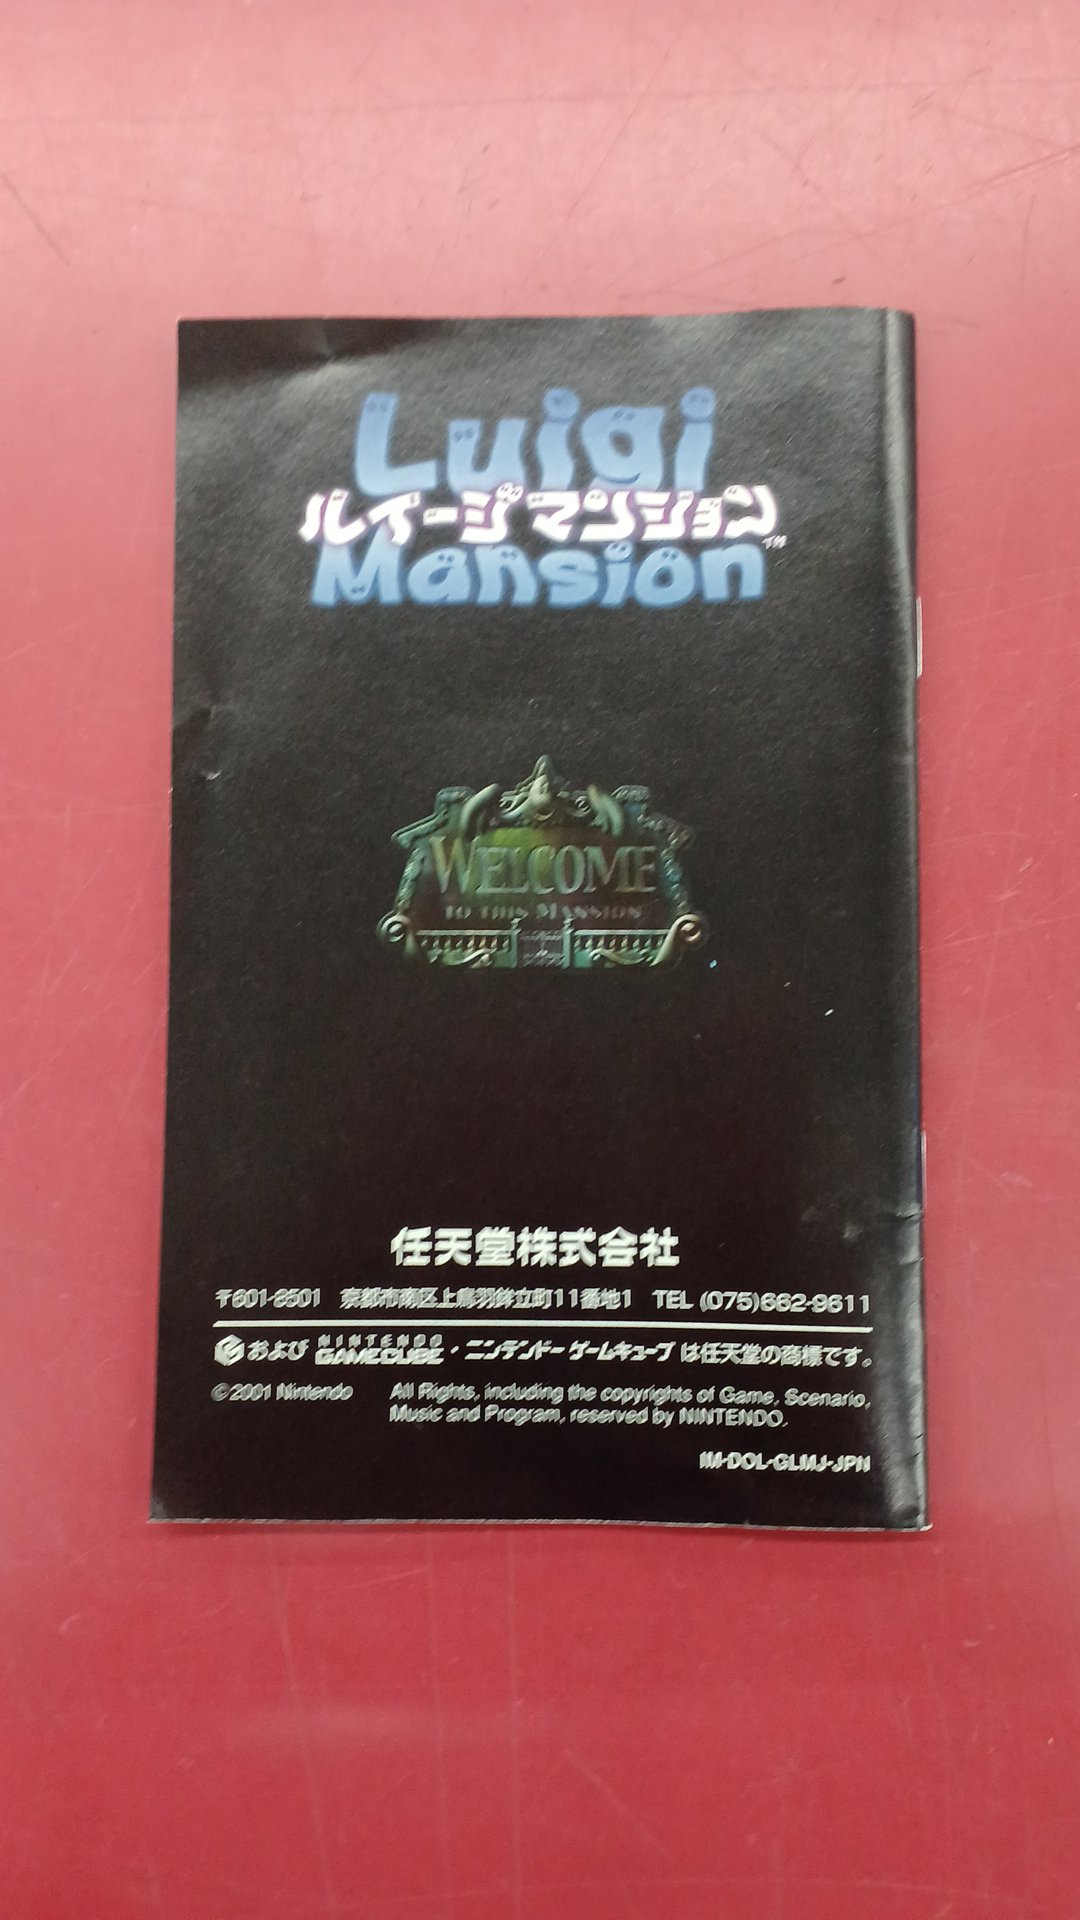 Luigi
ルイージマンション
Mansion™
WELCOME
TO THIS MANSION
任天堂株式会社
〒601-8501 京都市南区上鳥羽鉾立町11番地1 TEL (075)662-9611
および NINTENDO GAMECUBE・ニンテンドーゲームキューブ は任天堂の商標です。
©2001 Nintendo All Rights, including the copyrights of Game, Scenario,
Music and Program, reserved by NINTENDO.
IM-DOL-GLMJ-JPN